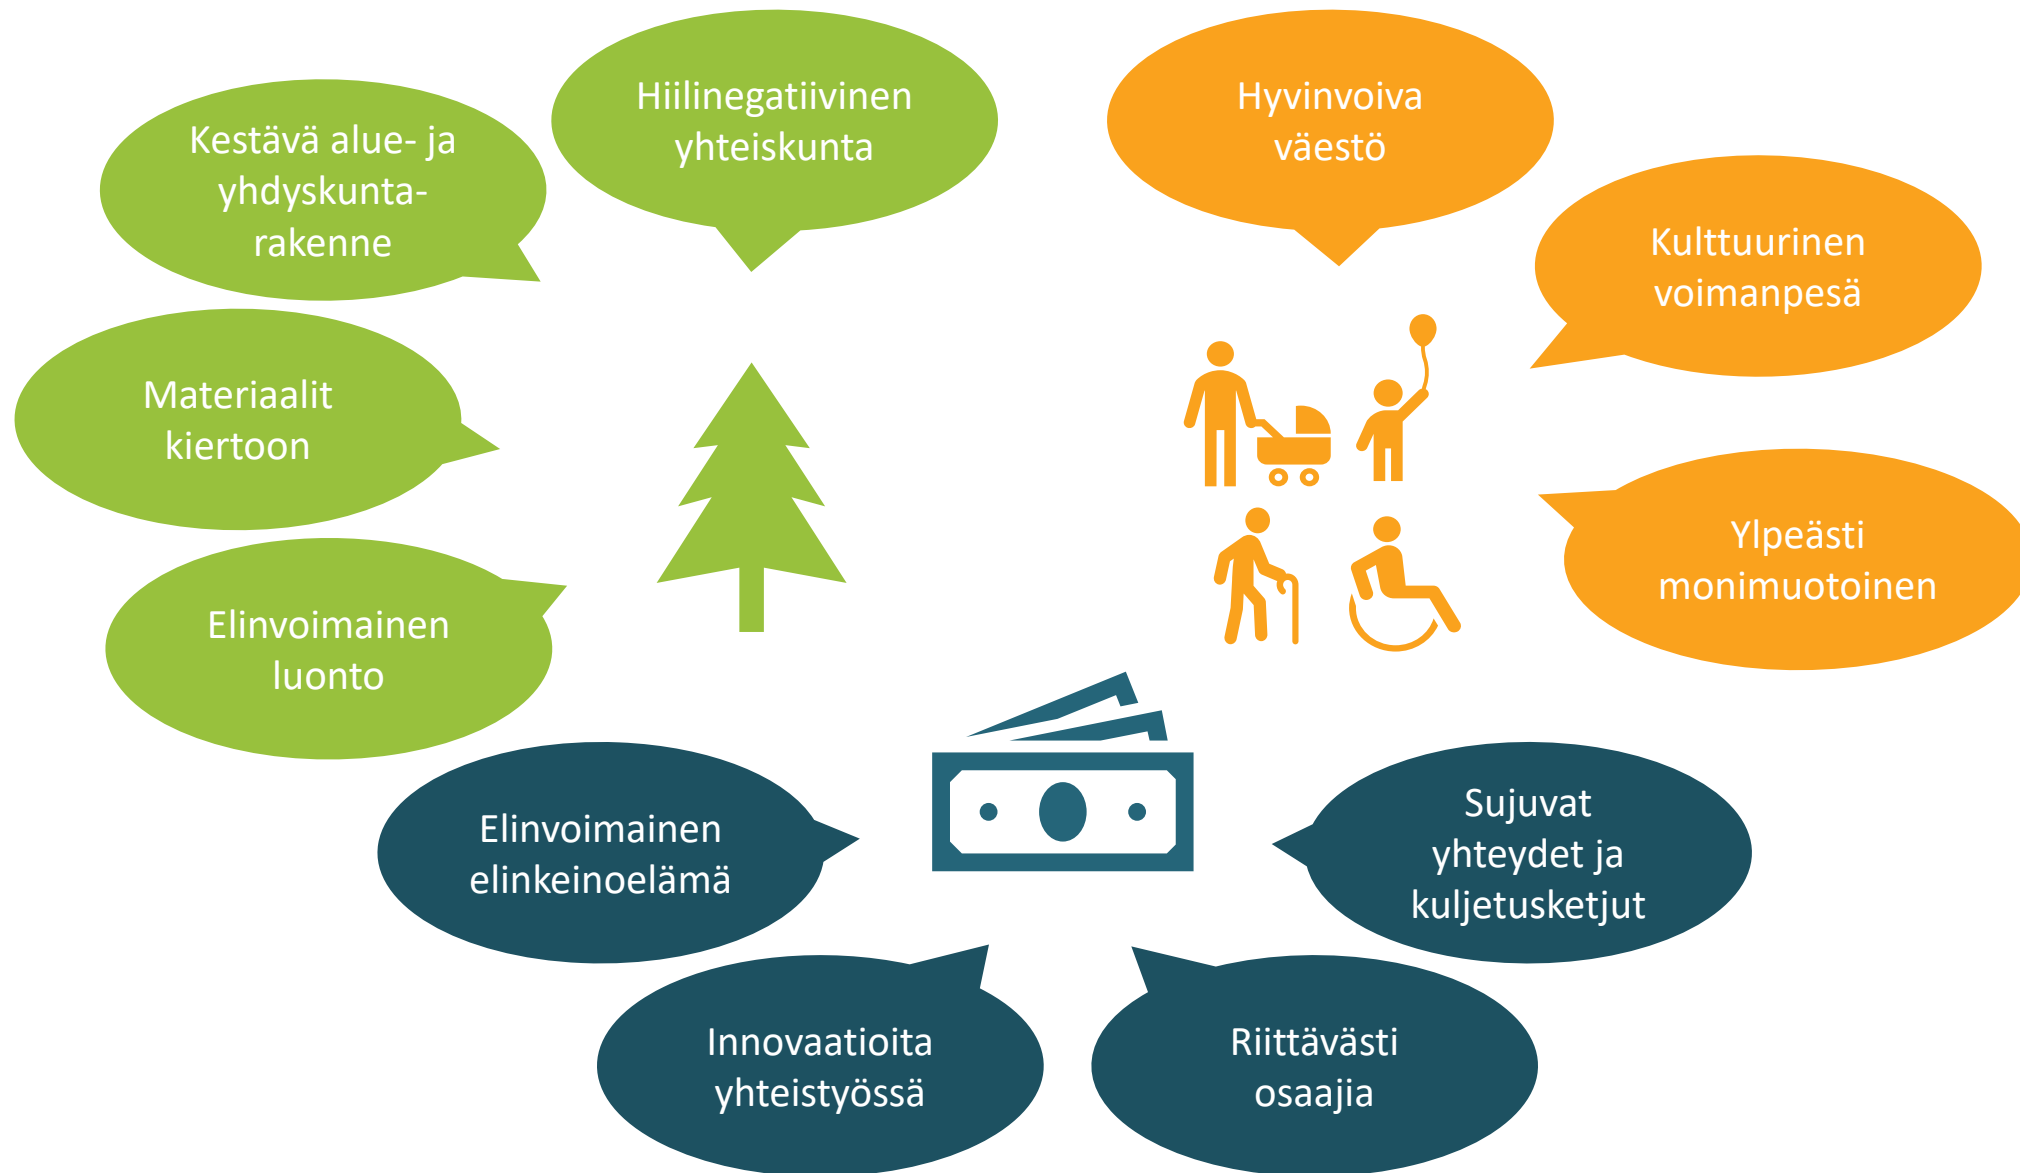 Hiilinegatiivinen
yhteiskunta
Kestävä alue- ja
yhdyskunta-
rakenne
Materiaalit
kiertoon
Elinvoimainen
luonto
Hyvinvoiva
väestö
Kulttuurinen
voimanpesä
Ylpeästi
monimuotoinen
Elinvoimainen
elinkeinoelämä
Innovaatioita
yhteistyössä
Riittävästi
osaajia
Sujuvat
yhteydet ja
kuljetusketjut